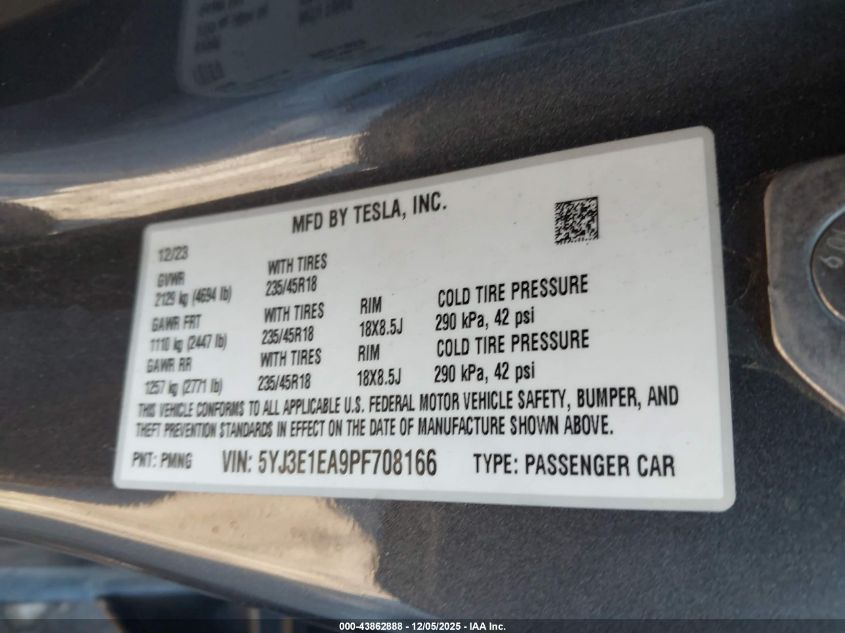 MFD BY TESLA, INC.
12/23
GVWR WITH TIRES
2129 kg (4694 lb) 235/45R18
GAWR FRT WITH TIRES RIM COLD TIRE PRESSURE
1110 kg (2447 lb) 235/45R18 18X8.5J 290 kPa, 42 psi
GAWR RR WITH TIRES RIM COLD TIRE PRESSURE
1257 kg (2771 lb) 235/45R18 18X8.5J 290 kPa, 42 psi
THIS VEHICLE CONFORMS TO ALL APPLICABLE U.S. FEDERAL MOTOR VEHICLE SAFETY, BUMPER, AND
THEFT PREVENTION STANDARDS IN EFFECT ON THE DATE OF MANUFACTURE SHOWN ABOVE.
PNT: PMNG VIN: 5YJ3E1EA9PF708166 TYPE: PASSENGER CAR
000-43862888 - 12/05/2025 - IAA Inc.